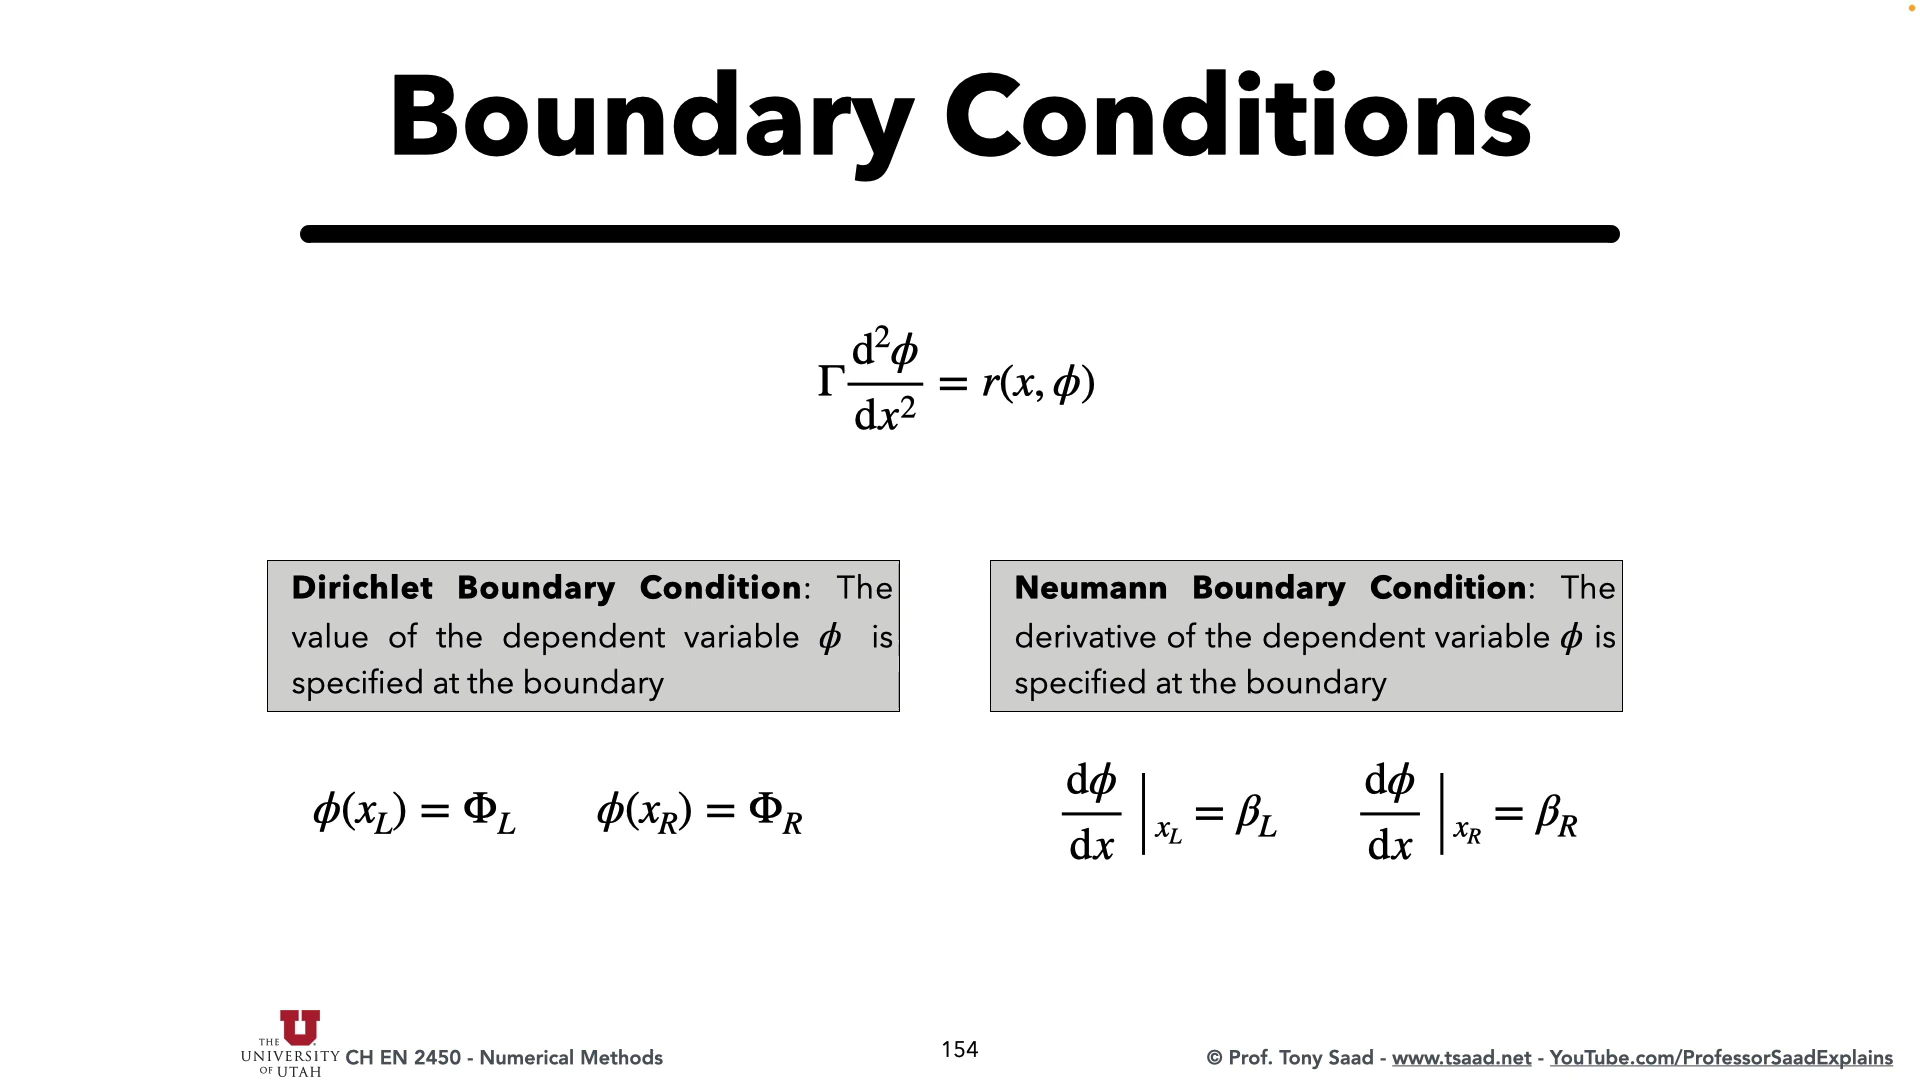 Boundary Conditions
Γ d²ϕ/dx² = r(x, ϕ)
Dirichlet Boundary Condition: The
value of the dependent variable ϕ is
specified at the boundary
Neumann Boundary Condition: The
derivative of the dependent variable ϕ is
specified at the boundary
ϕ(x_L) = Φ_L ϕ(x_R) = Φ_R
dϕ/dx |_{x_L} = β_L dϕ/dx |_{x_R} = β_R
THE
UNIVERSITY
OF UTAH
CH EN 2450 - Numerical Methods
154
© Prof. Tony Saad - www.tsaad.net - YouTube.com/ProfessorSaadExplains